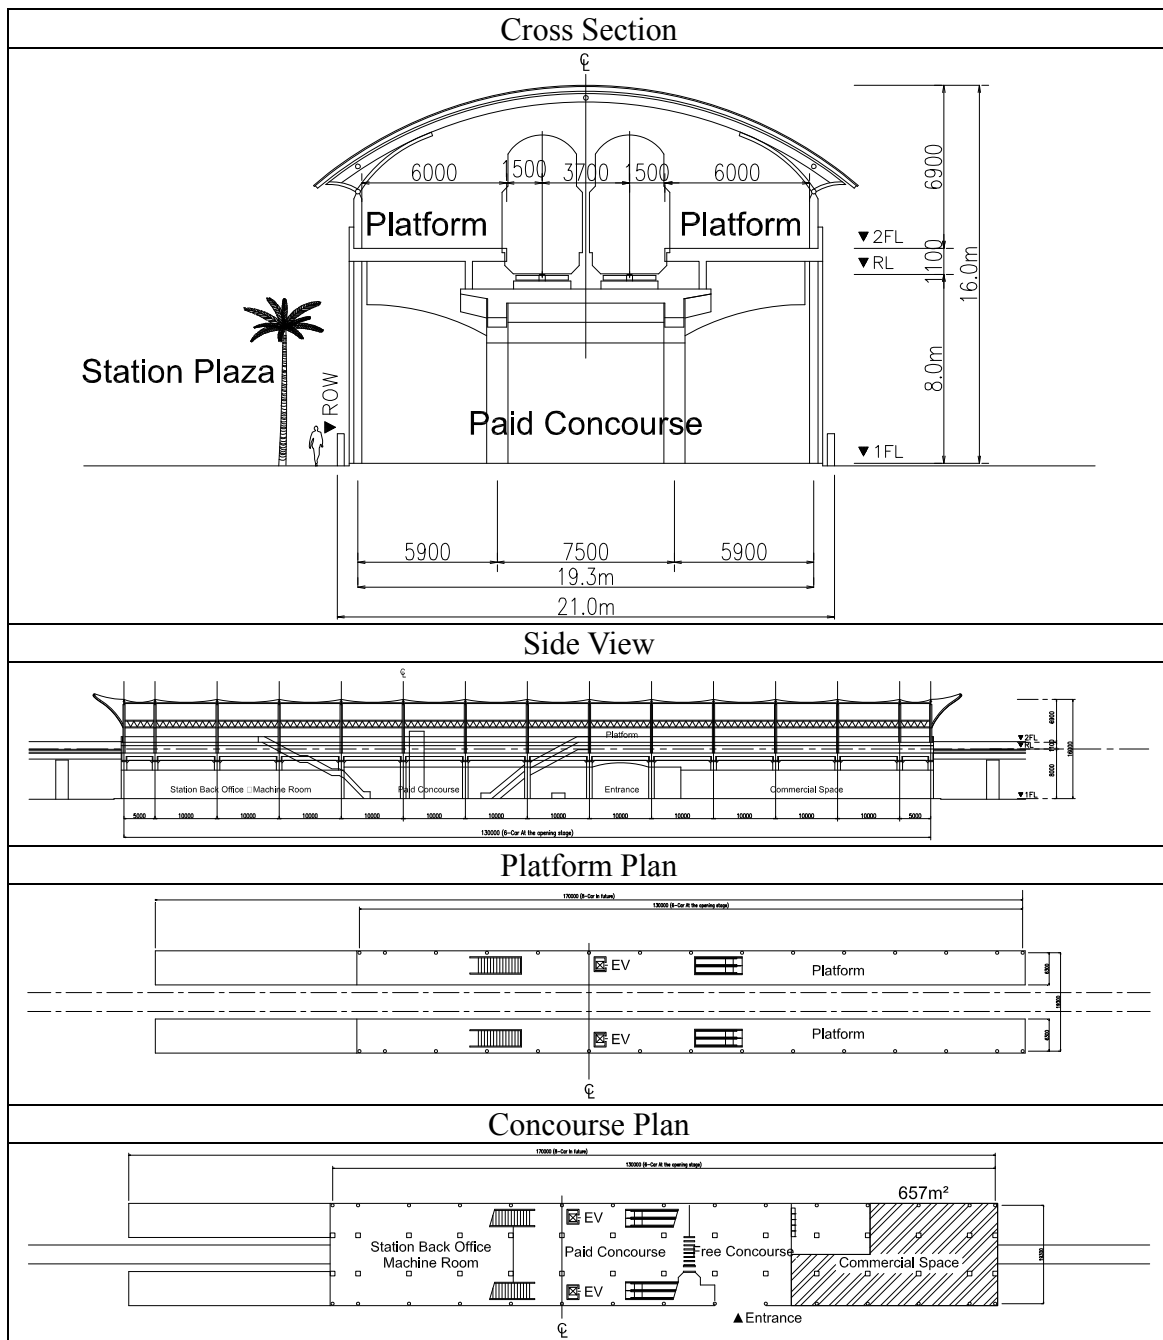 Cross Section
℄
6000
1500
3700
1500
6000
6900
Platform
Platform
▼2FL
1100
▼RL
16.0m
Station Plaza
▼ROW
8.0m
Paid Concourse
▼1FL
5900
7500
5900
19.3m
21.0m
Side View
℄
Platform
6900
▼2FL
▼RL
1100
16000
8000
Station Back Office □Machine Room
Paid Concourse
Entrance
Commercial Space
▼1FL
5000 10000 10000 10000 10000 10000 10000 10000 10000 10000 10000 10000 10000 5000
130000 (6-Car At the opening stage)
Platform Plan
170000 (8-Car In future)
130000 (6-Car At the opening stage)
EV
Platform
EV
Platform
℄
Concourse Plan
170000 (8-Car In future)
130000 (6-Car At the opening stage)
657m²
EV
Station Back Office
Machine Room
Paid Concourse
Free Concourse
Commercial Space
EV
▲Entrance
℄